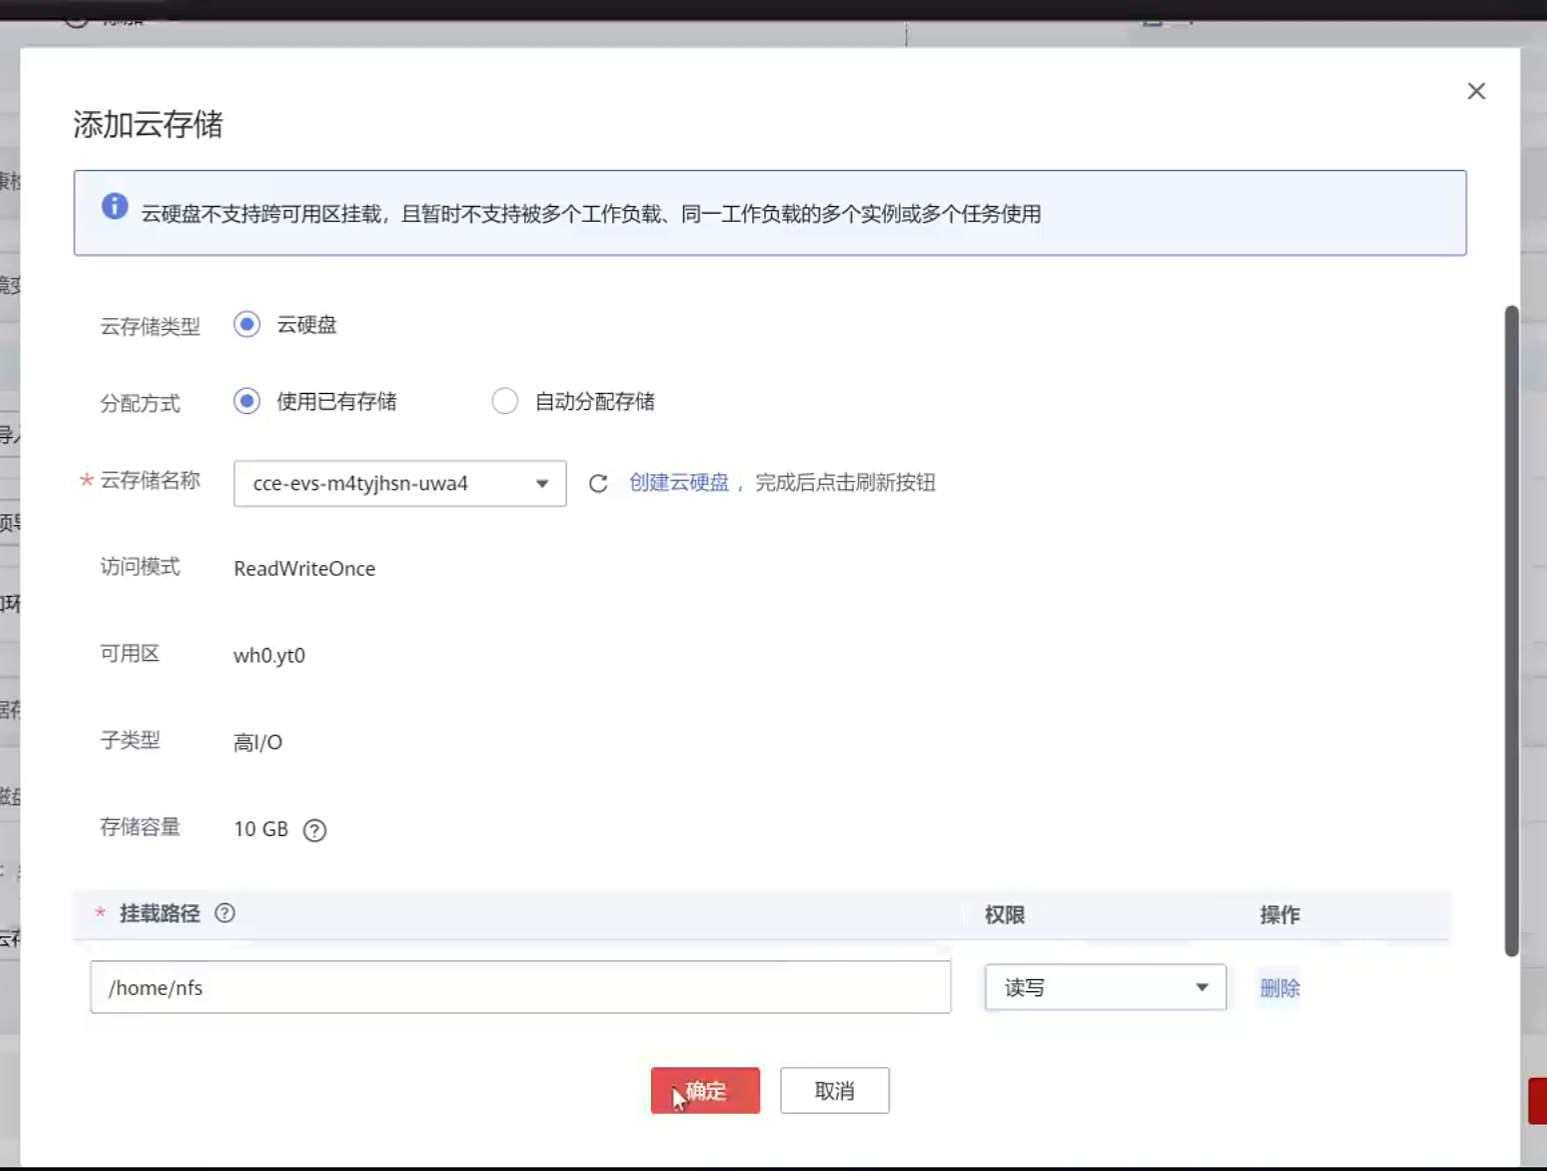 添加云存储
云硬盘不支持跨可用区挂载，且暂时不支持被多个工作负载、同一工作负载的多个实例或多个任务使用
云存储类型 云硬盘
分配方式 使用已有存储 自动分配存储
* 云存储名称 cce-evs-m4tyjhsn-uwa4 创建云硬盘 ，完成后点击刷新按钮
访问模式 ReadWriteOnce
可用区 wh0.yt0
子类型 高I/O
存储容量 10 GB
* 挂载路径 权限 操作
/home/nfs 读写 删除
确定 取消